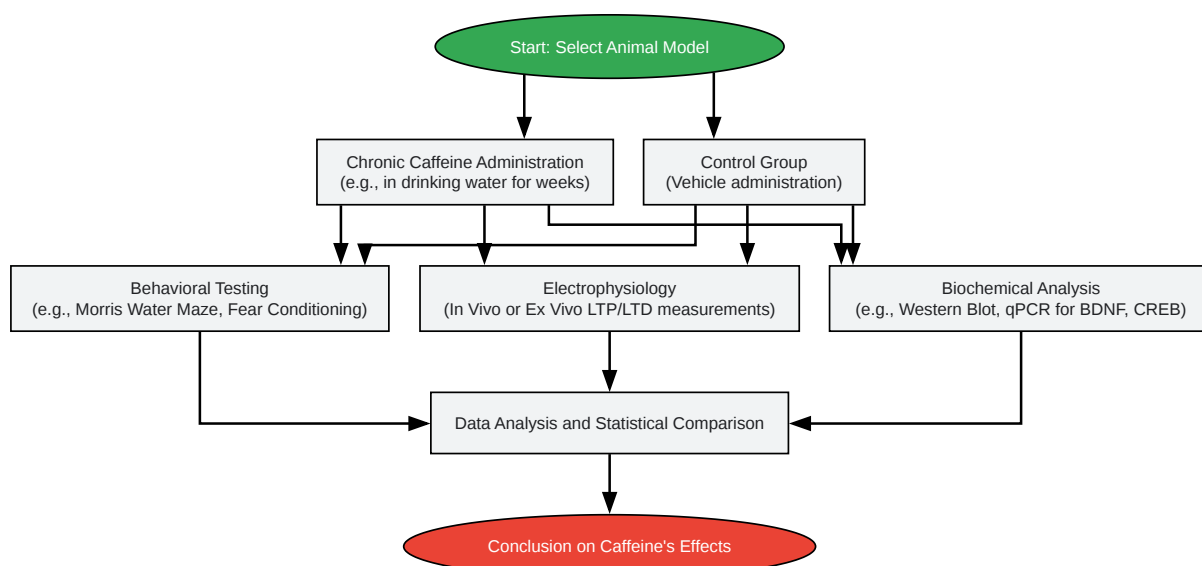 Start: Select Animal Model
Chronic Caffeine Administration
(e.g., in drinking water for weeks)
Control Group
(Vehicle administration)
Behavioral Testing
(e.g., Morris Water Maze, Fear Conditioning)
Electrophysiology
(In Vivo or Ex Vivo LTP/LTD measurements)
Biochemical Analysis
(e.g., Western Blot, qPCR for BDNF, CREB)
Data Analysis and Statistical Comparison
Conclusion on Caffeine's Effects